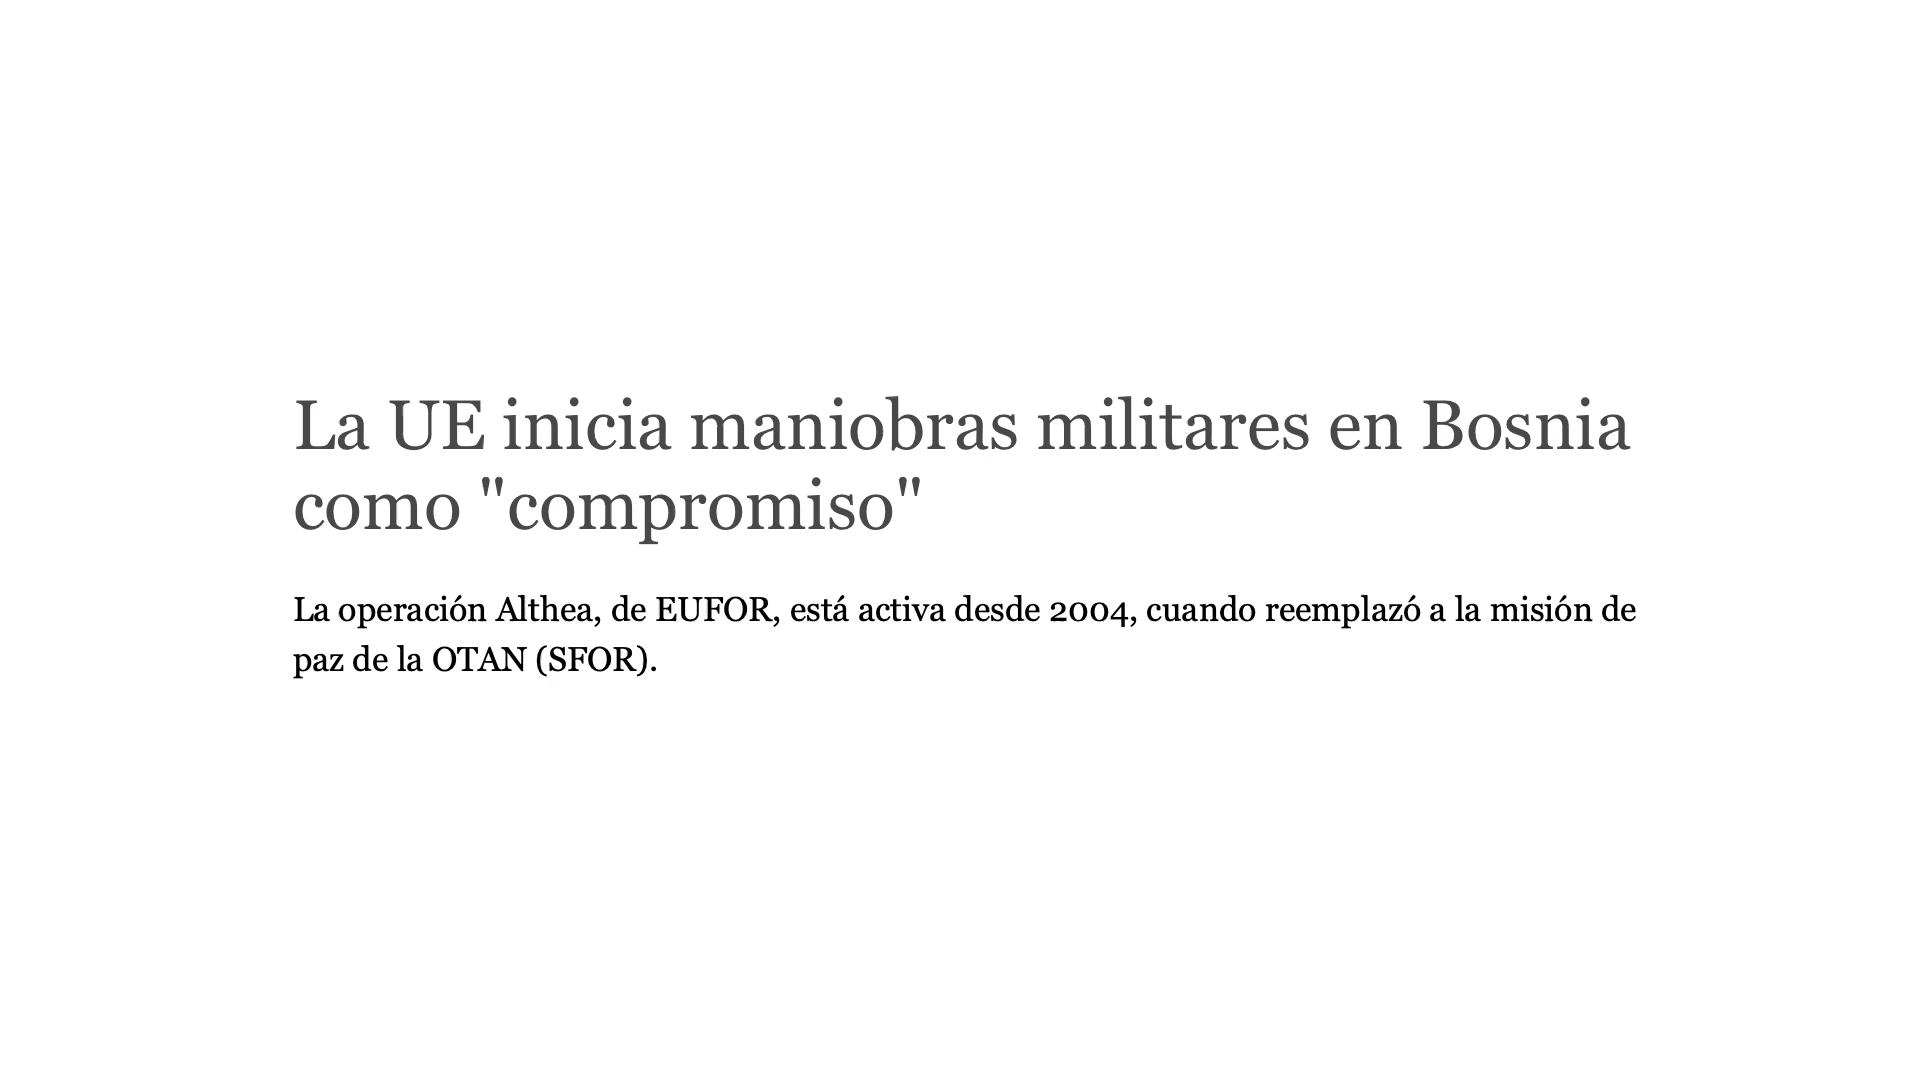 La UE inicia maniobras militares en Bosnia
como "compromiso"
La operación Althea, de EUFOR, está activa desde 2004, cuando reemplazó a la misión de
paz de la OTAN (SFOR).